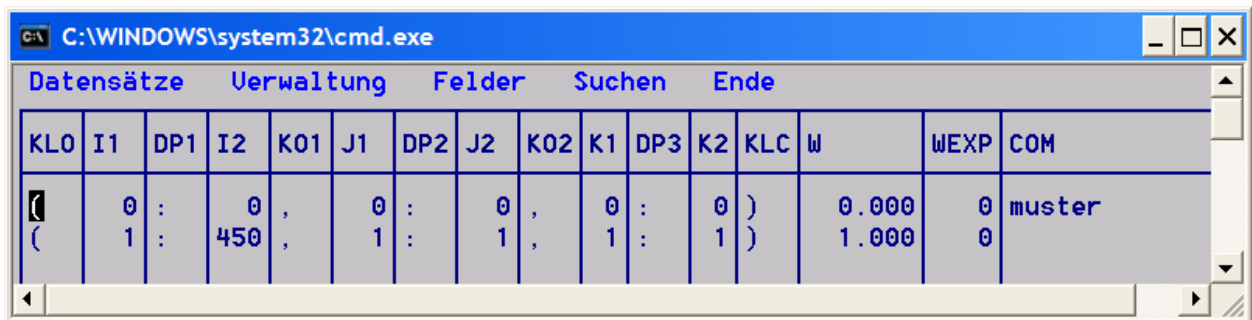 C:\WINDOWS\system32\cmd.exe
Datensätze Verwaltung Felder Suchen Ende
KLO I1 DP1 I2 KO1 J1 DP2 J2 KO2 K1 DP3 K2 KLC W WEXP COM
( 0 : 0 , 0 : 0 , 0 : 0 ) 0.000 0 muster
( 1 : 450 , 1 : 1 , 1 : 1 ) 1.000 0